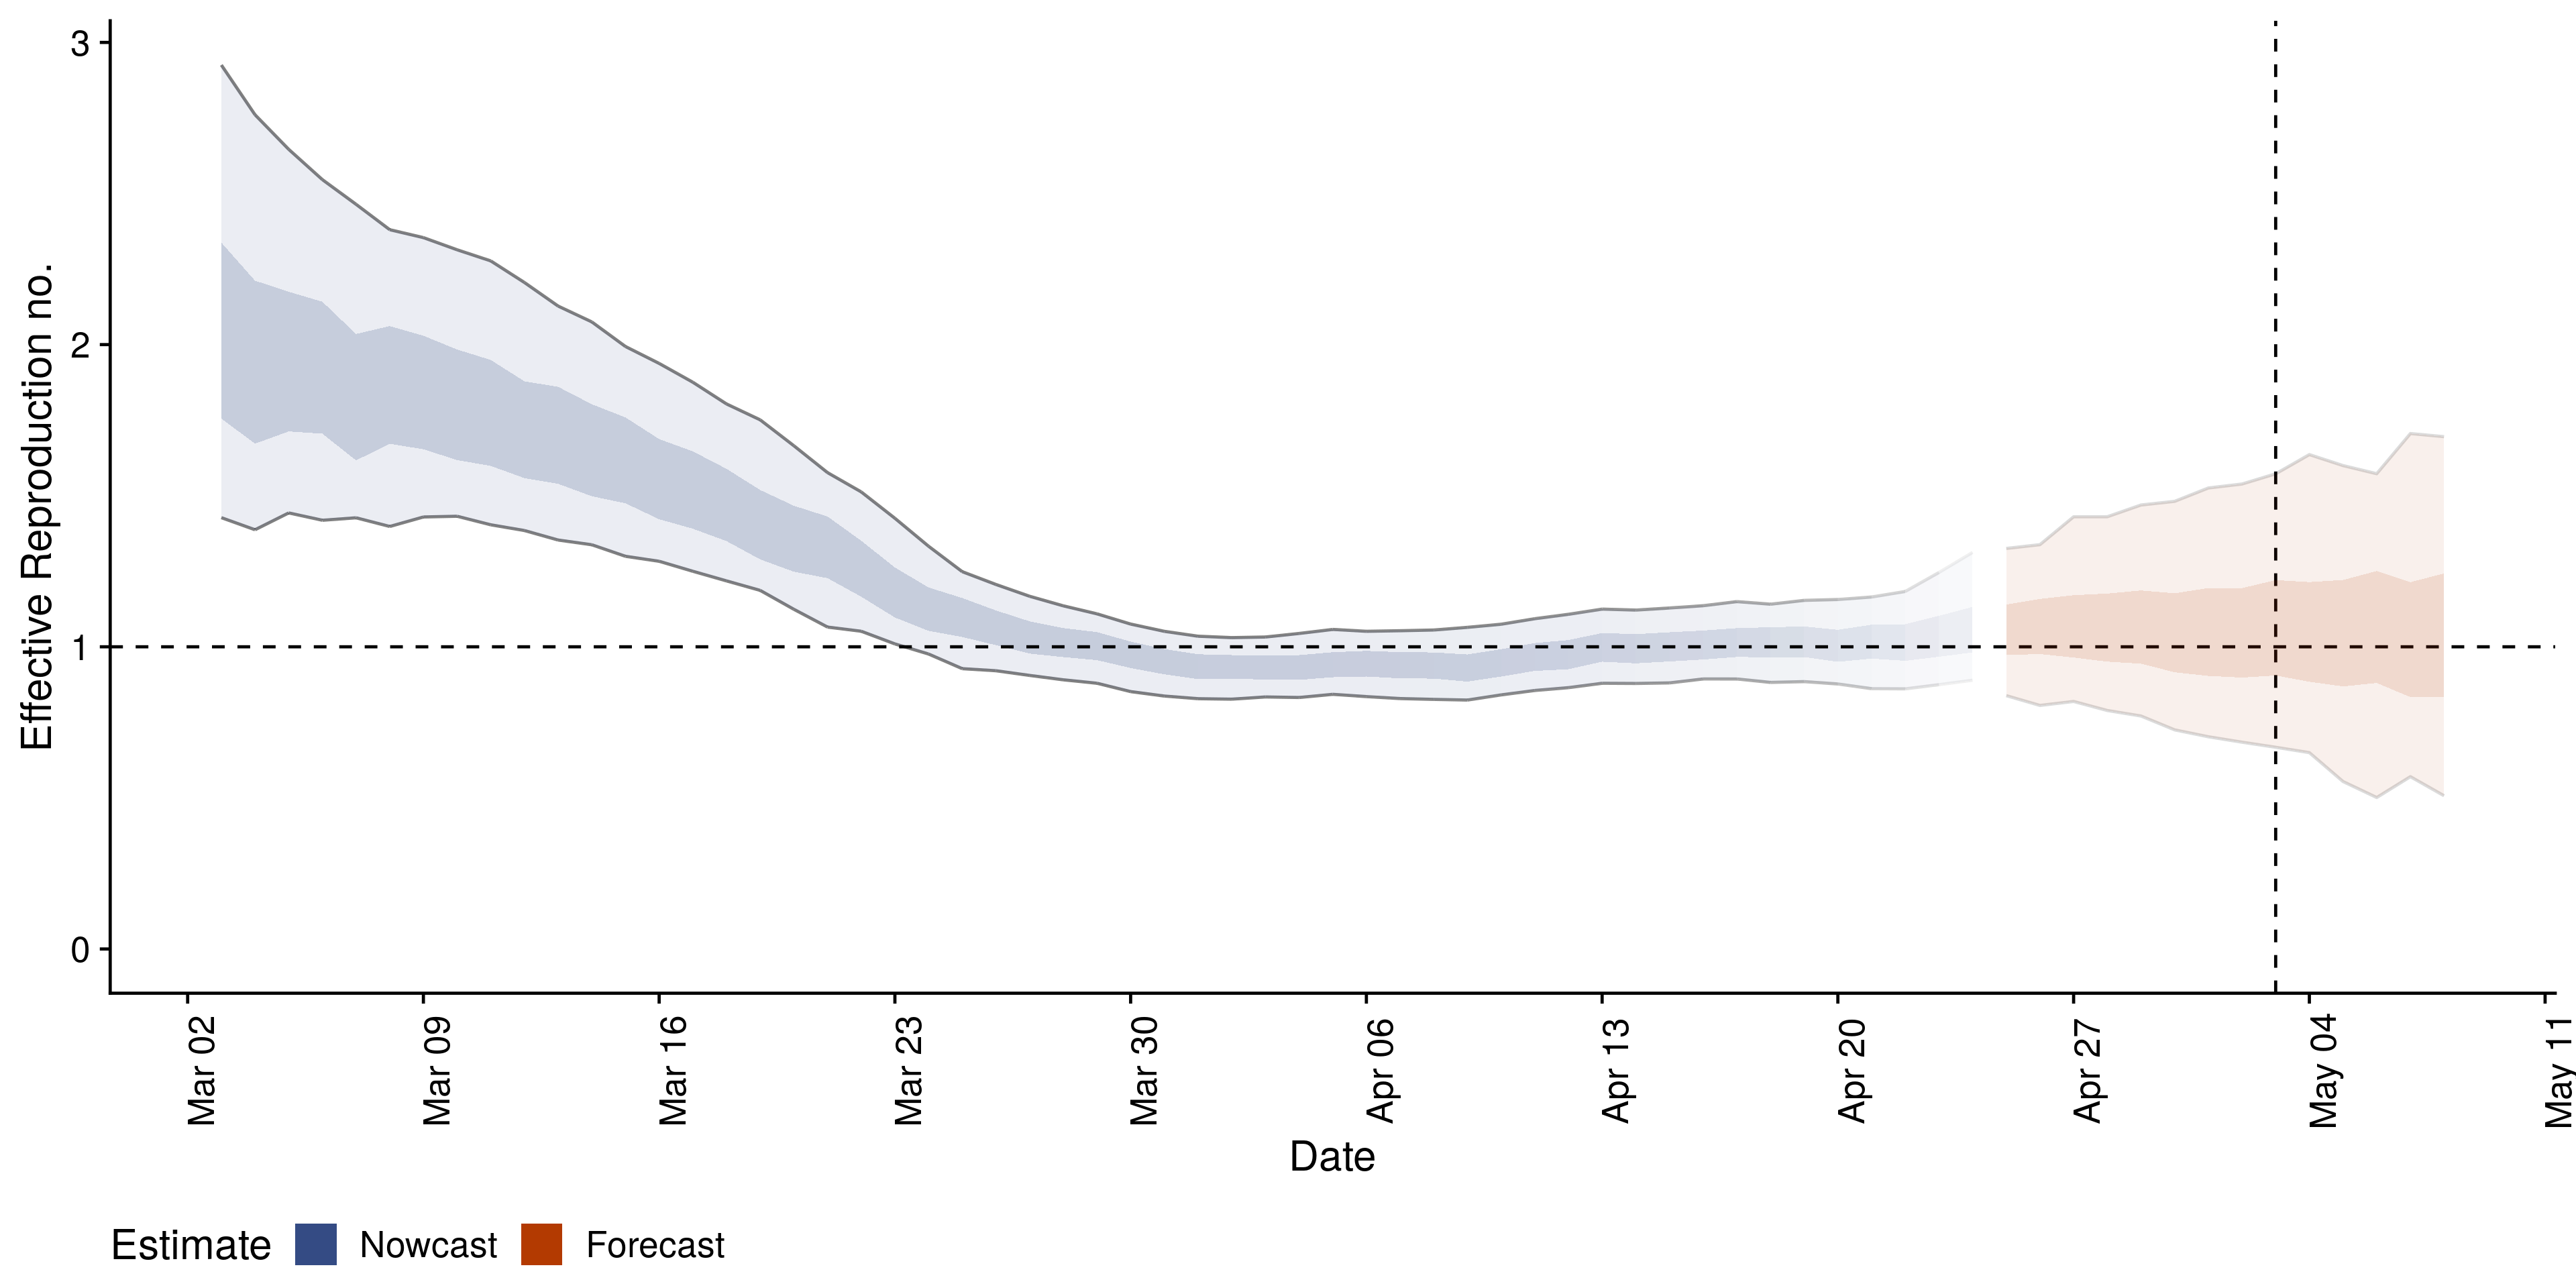 3
2
1
0
Effective Reproduction no.
Mar 02
Mar 09
Mar 16
Mar 23
Mar 30
Apr 06
Apr 13
Apr 20
Apr 27
May 04
May 11
Date
Estimate Nowcast Forecast